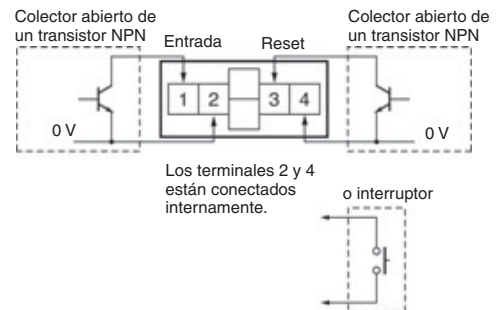 Colector abierto de
un transistor NPN
Colector abierto de
un transistor NPN
Entrada
Reset
1 2 3 4
0 V
0 V
Los terminales 2 y 4
están conectados
internamente.
o interruptor